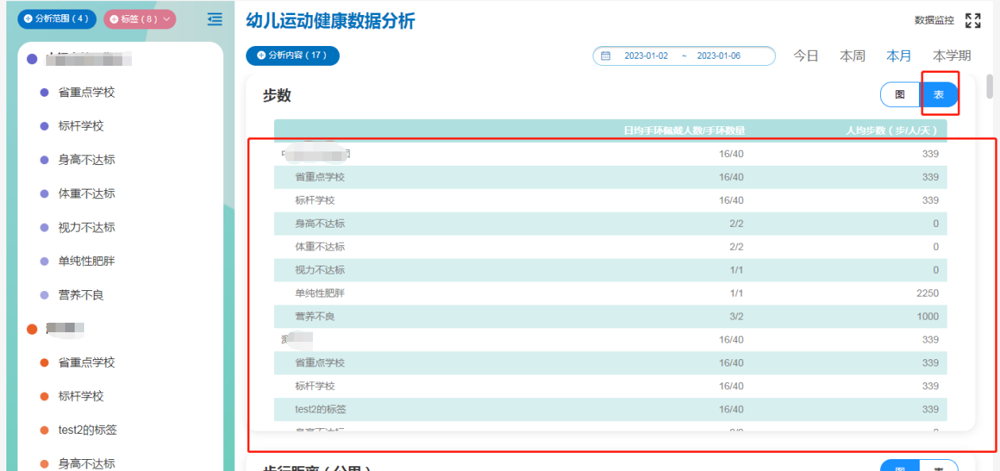 分析范围（4） 标签（8）
幼儿运动健康数据分析
数据监控
分析内容（17）
2023-01-02 ~ 2023-01-06
今日 本周 本月 本学期
省重点学校
标杆学校
身高不达标
体重不达标
视力不达标
单纯性肥胖
营养不良
省重点学校
标杆学校
test2的标签
身高不达标
步数
图 表
日均手环佩戴人数/手环数量 人均步数（步/人/天）
16/40 339
省重点学校 16/40 339
标杆学校 16/40 339
身高不达标 2/2 0
体重不达标 2/2 0
视力不达标 1/1 0
单纯性肥胖 1/1 2250
营养不良 3/2 1000
测 16/40 339
省重点学校 16/40 339
标杆学校 16/40 339
test2的标签 16/40 339
步行距离（公里）
图 表